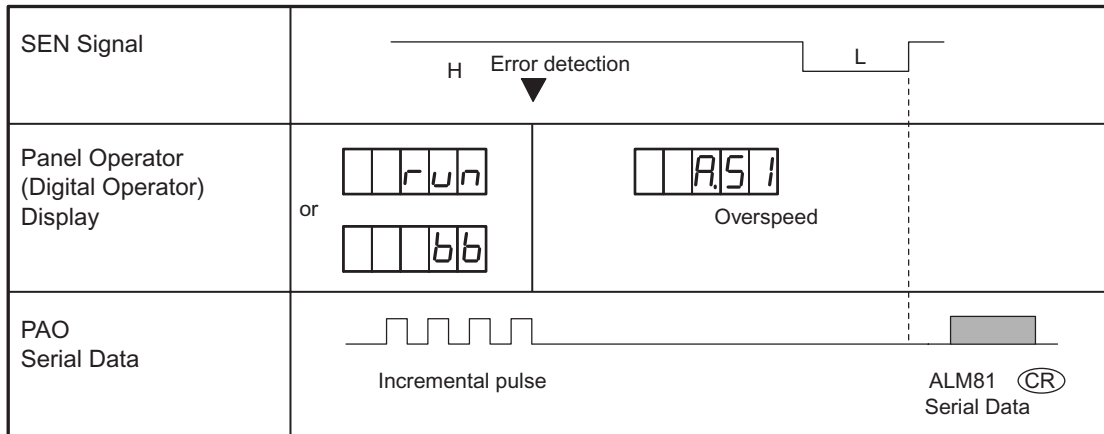 SEN Signal
H
Error detection
L
Panel Operator
(Digital Operator)
Display
run
or
bb
A.51
Overspeed
PAO
Serial Data
Incremental pulse
ALM81 CR
Serial Data